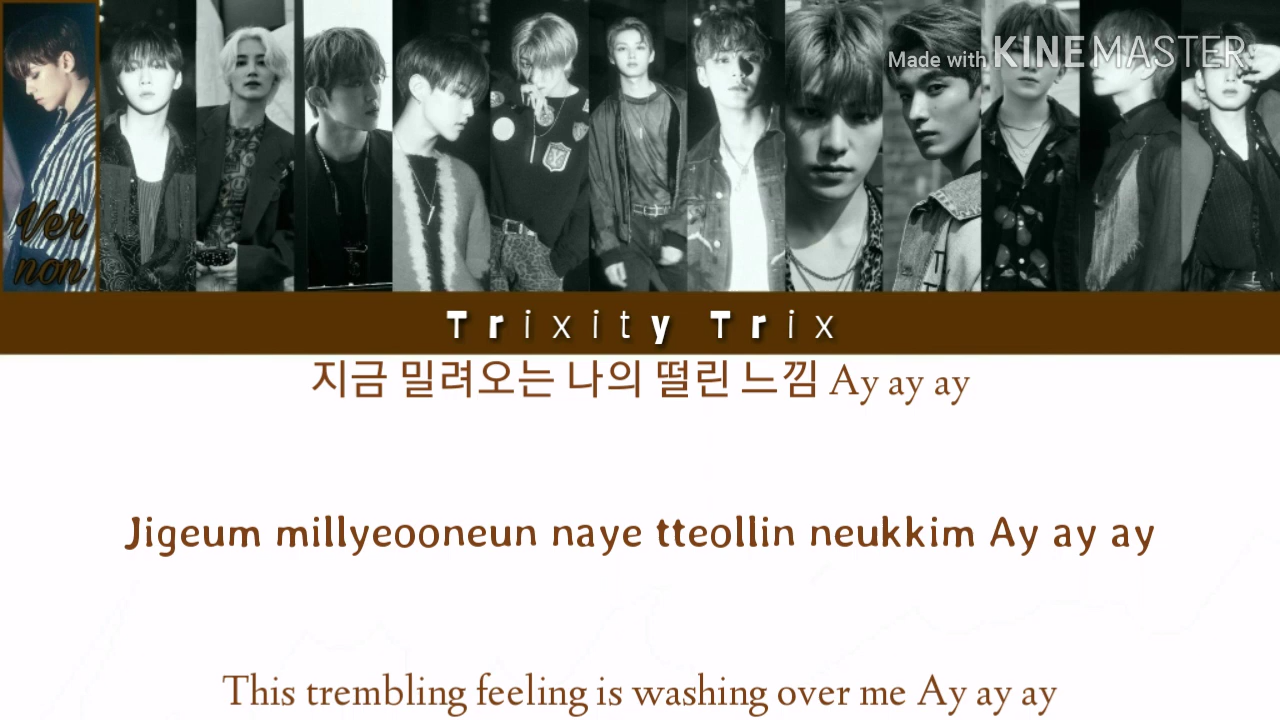 Made with KINEMASTER
Ver
non
Trixity Trix
지금 밀려오는 나의 떨린 느낌 Ay ay ay
Jigeum millyeooneun naye tteollin neukkim Ay ay ay
This trembling feeling is washing over me Ay ay ay